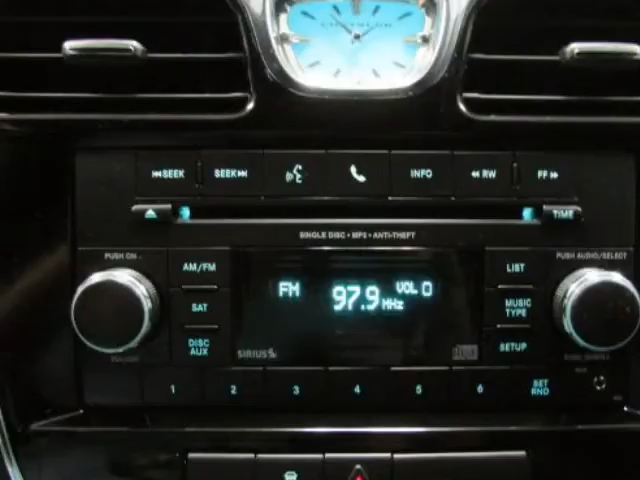 CHRYSLER
SEEK SEEK INFO RW FF
TIME
SINGLE DISC • MP3 • ANTI-THEFT
PUSH ON AM/FM LIST PUSH AUDIO/SELECT
FM 97.9 MHz VOL 0
SAT MUSIC TYPE
DISC AUX SETUP
SIRIUS
1 2 3 4 5 6 SET RND